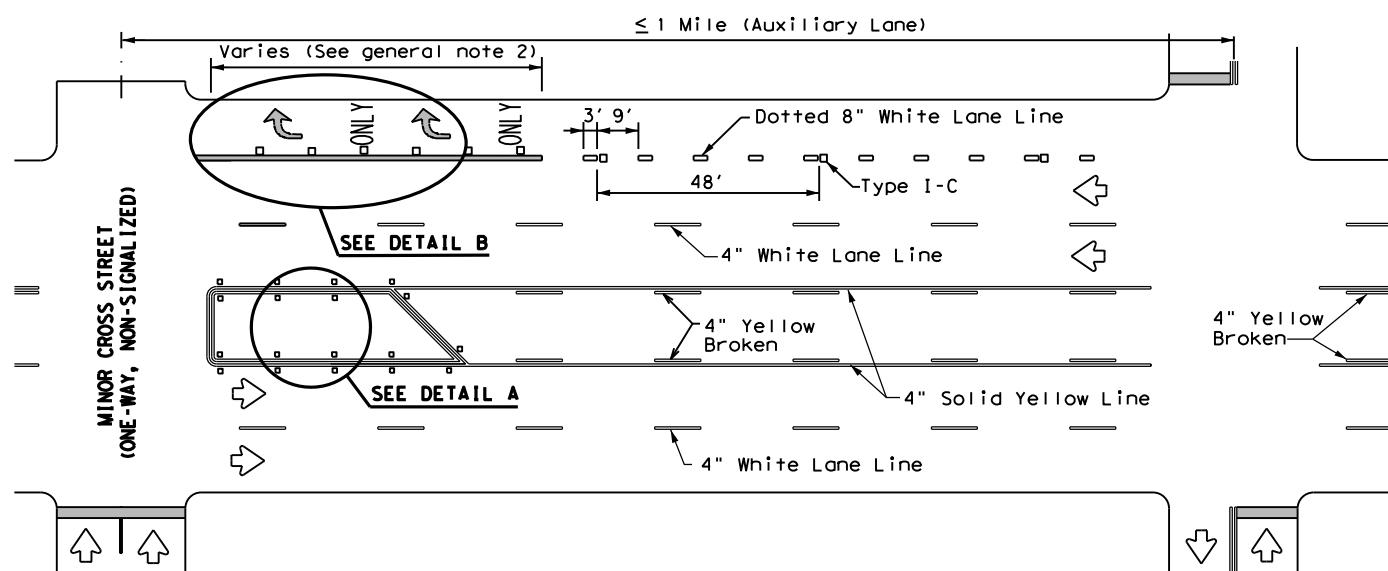 ≤ 1 Mile (Auxiliary Lane)
Varies (See general note 2)
ONLY
ONLY
3' 9'
Dotted 8" White Lane Line
48'
Type I-C
SEE DETAIL B
4" White Lane Line
MINOR CROSS STREET
(ONE-WAY, NON-SIGNALIZED)
4" Yellow
Broken
4" Yellow
Broken
SEE DETAIL A
4" Solid Yellow Line
4" White Lane Line